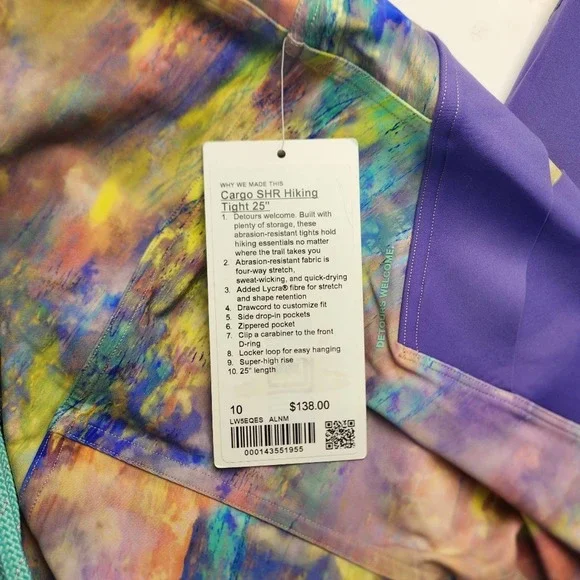 WHY WE MADE THIS
Cargo SHR Hiking
Tight 25"
1. Detours welcome. Built with
plenty of storage, these
abrasion-resistant tights hold
hiking essentials no matter
where the trail takes you
2. Abrasion-resistant fabric is
four-way stretch,
sweat-wicking, and quick-drying
3. Added Lycra® fibre for stretch
and shape retention
4. Drawcord to customize fit
5. Side drop-in pockets
6. Zippered pocket
7. Clip a carabiner to the front
D-ring
8. Locker loop for easy hanging
9. Super-high rise
10. 25" length
10 $138.00
LW5EQES ALNM
000143551955
DETOURS WELCOME.